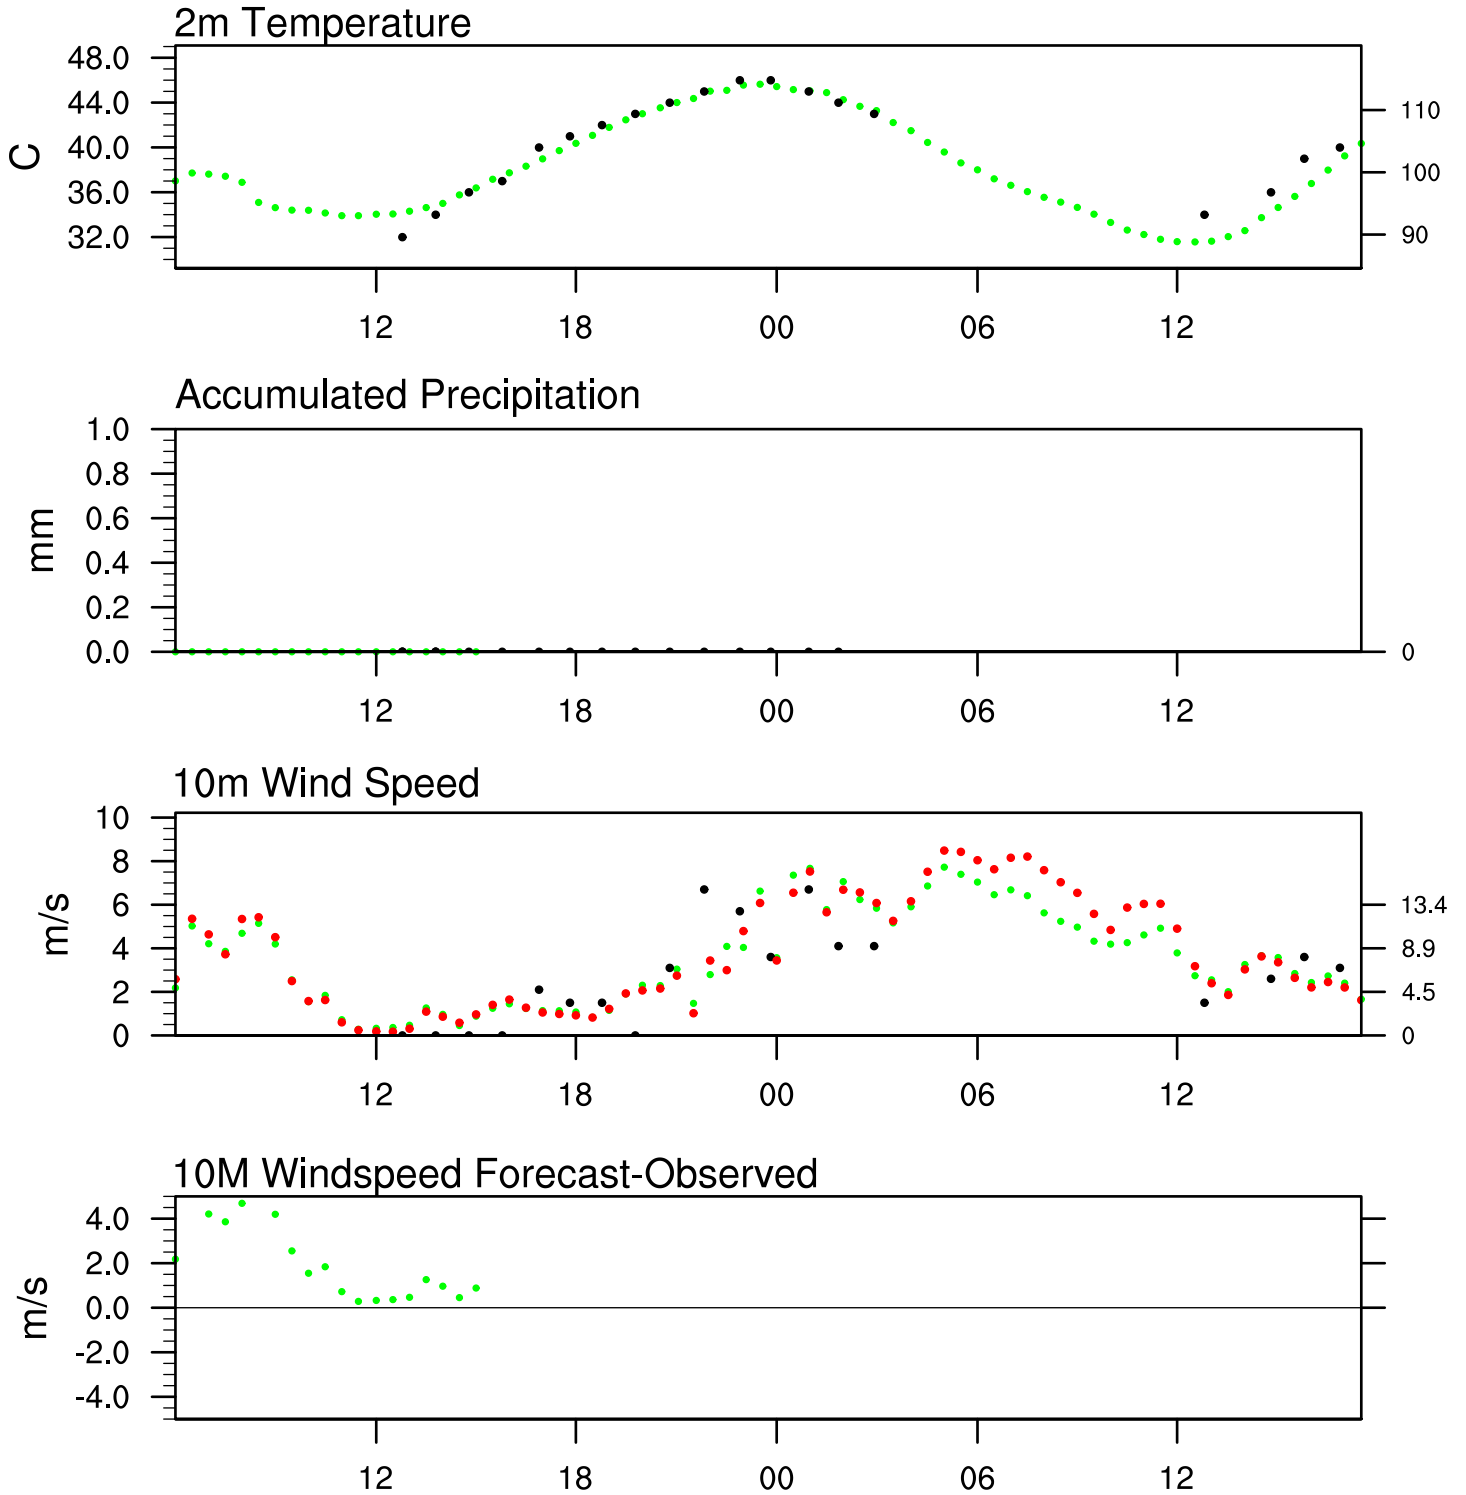 2m Temperature
48.0
44.0
40.0
36.0
32.0
C
110
100
90
12 18 00 06 12
Accumulated Precipitation
1.0
0.8
0.6
0.4
0.2
0.0
mm
0
12 18 00 06 12
10m Wind Speed
10
8
6
4
2
0
m/s
13.4
8.9
4.5
0
12 18 00 06 12
10M Windspeed Forecast-Observed
4.0
2.0
0.0
-2.0
-4.0
m/s
12 18 00 06 12